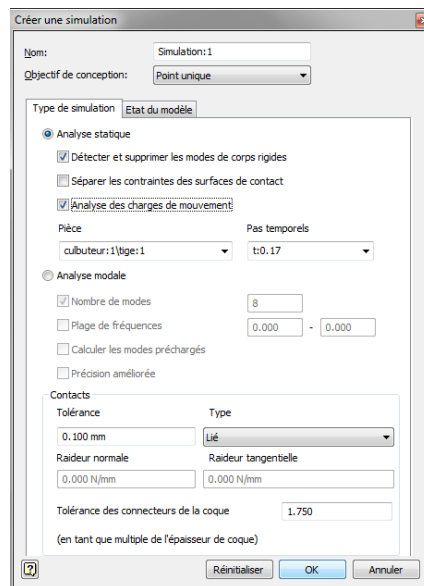 Créer une simulation
Nom: Simulation:1
Objectif de conception: Point unique
Type de simulation Etat du modèle
Analyse statique
Détecter et supprimer les modes de corps rigides
Séparer les contraintes des surfaces de contact
Analyse des charges de mouvement
Pièce Pas temporels
culbuteur:1\tige:1 t:0.17
Analyse modale
Nombre de modes 8
Plage de fréquences 0.000 - 0.000
Calculer les modes préchargés
Précision améliorée
Contacts
Tolérance Type
0.100 mm Lié
Raideur normale Raideur tangentielle
0.000 N/mm 0.000 N/mm
Tolérance des connecteurs de la coque 1.750
(en tant que multiple de l'épaisseur de coque)
? Réinitialiser OK Annuler